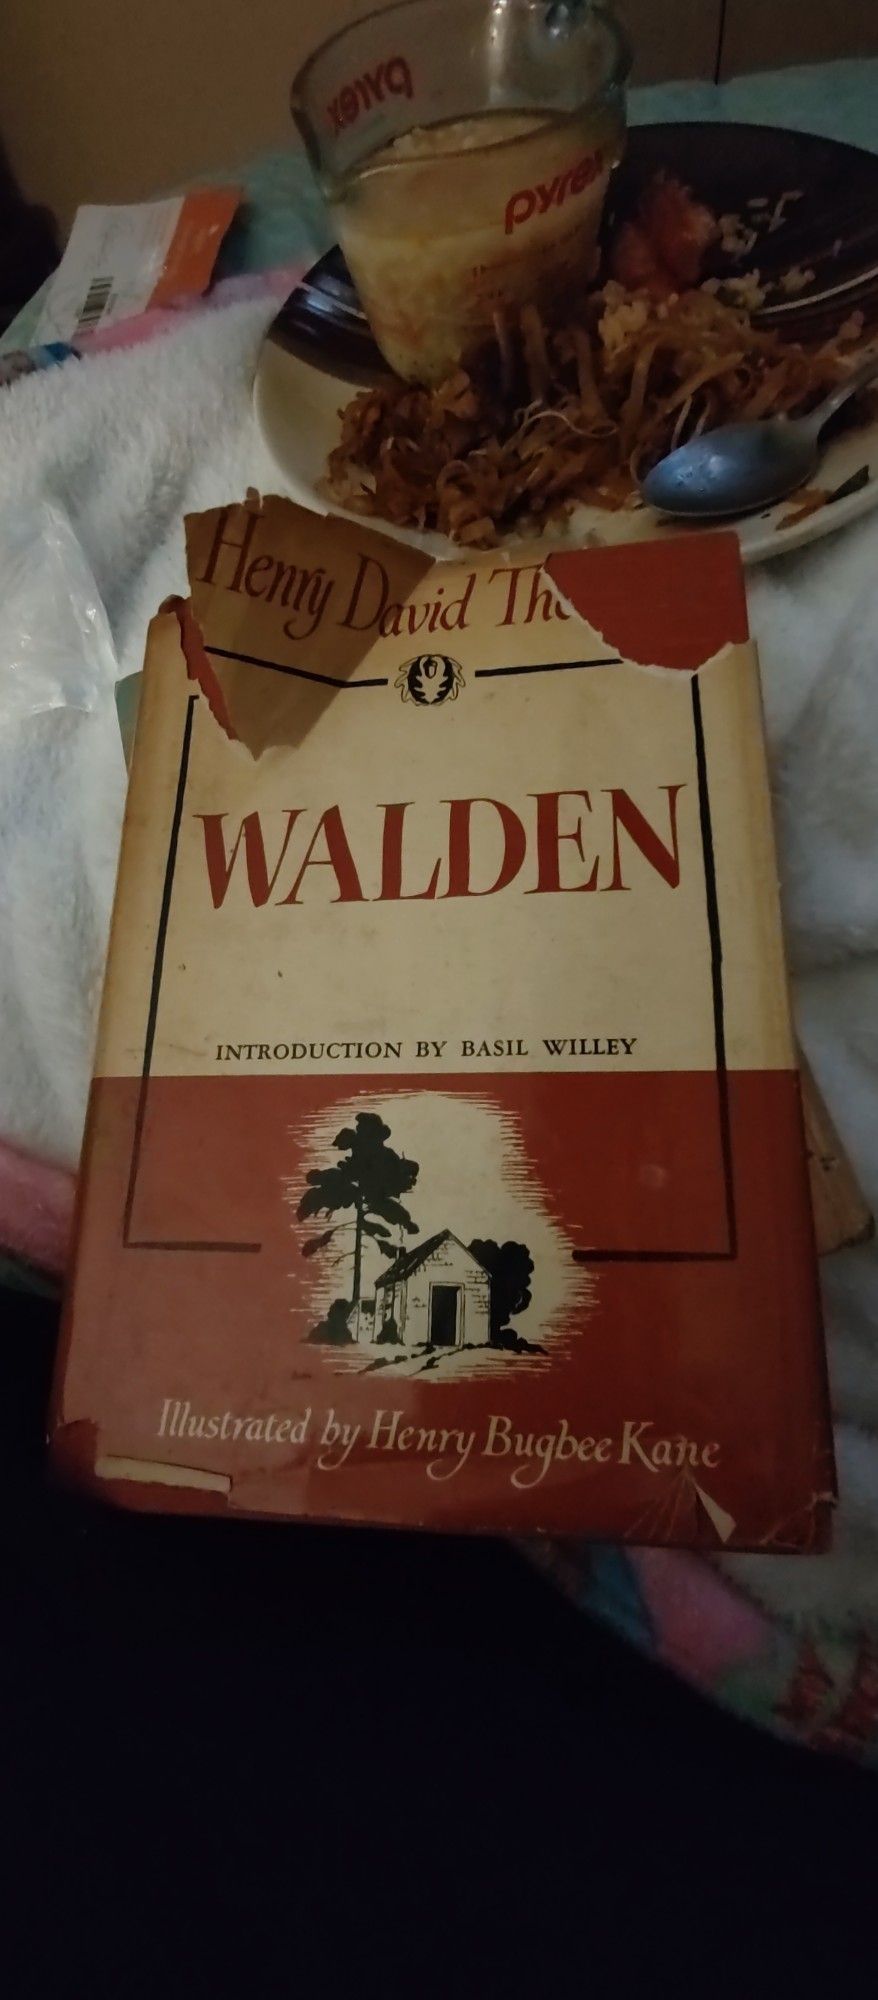 pyrex
pyrex
Henry David Tho
WALDEN
INTRODUCTION BY BASIL WILLEY
Illustrated by Henry Bugbee Kane